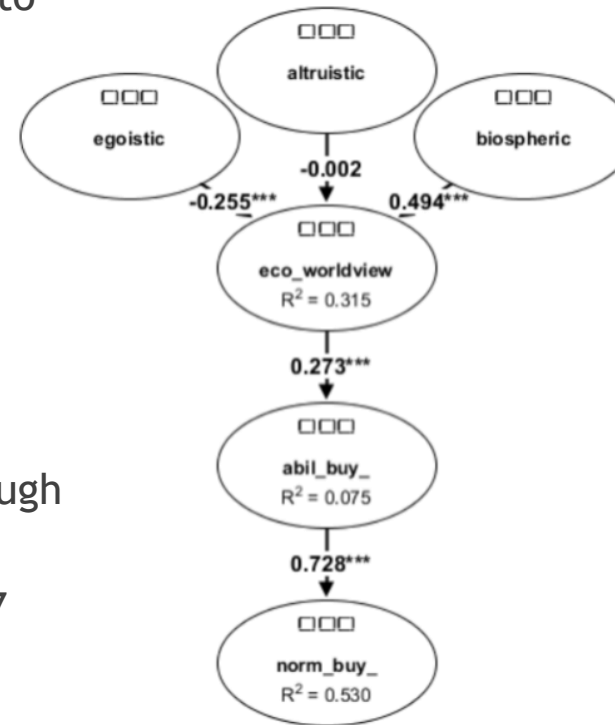 to
altruistic
egoistic
biospheric
-0.002
-0.255***
0.494***
eco_worldview
R² = 0.315
0.273***
abil_buy_
R² = 0.075
ugh
0.728***
norm_buy_
R² = 0.530